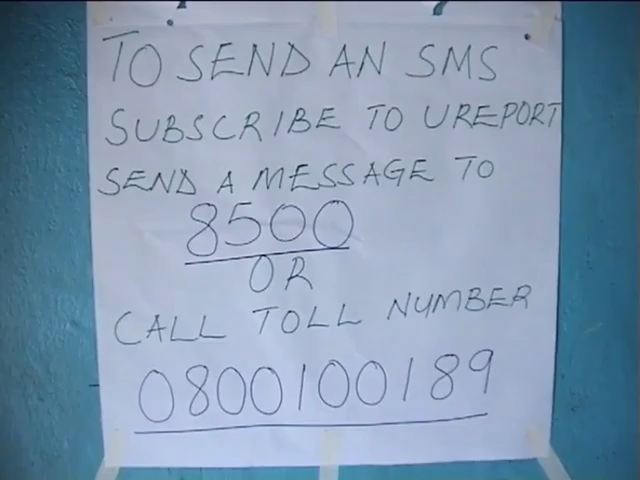 TO SEND AN SMS
SUBSCRIBE TO UREPORT
SEND A MESSAGE TO
8500
OR
CALL TOLL NUMBER
0800100189